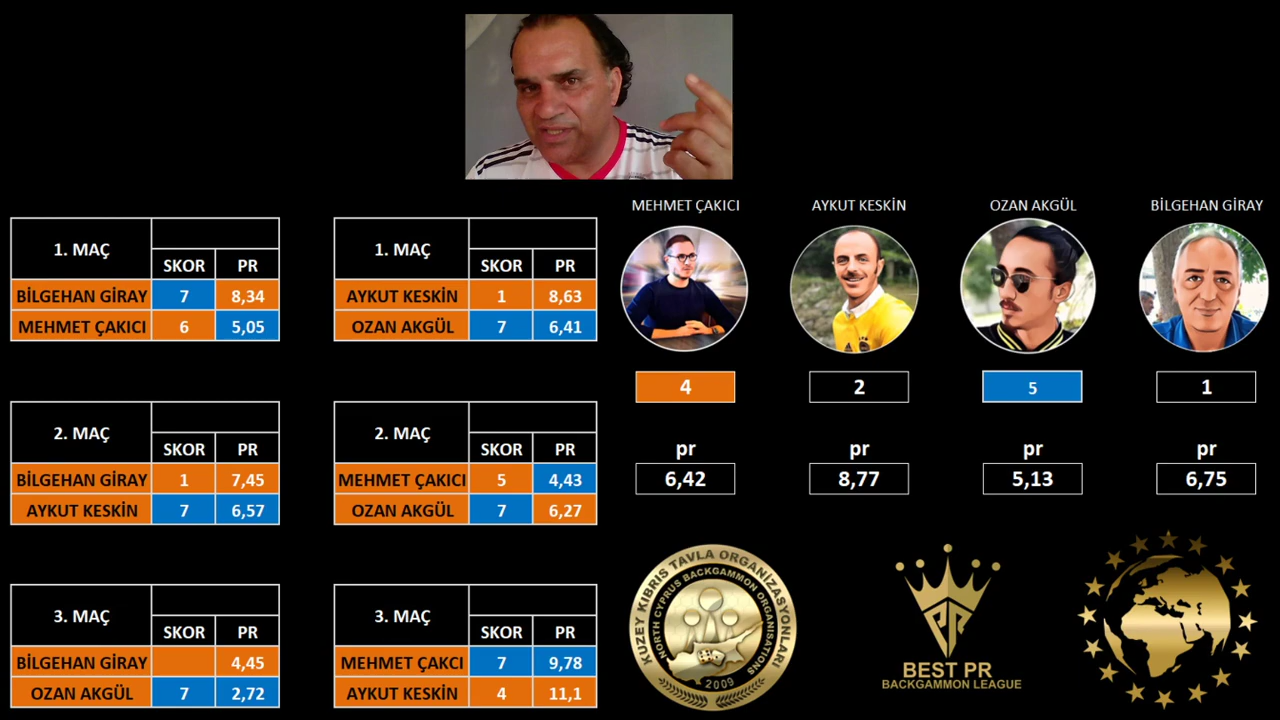 MEHMET ÇAKICI
AYKUT KESKİN
OZAN AKGÜL
BİLGEHAN GİRAY
1. MAÇ
SKOR PR
BİLGEHAN GİRAY 7 8,34
MEHMET ÇAKICI 6 5,05
1. MAÇ
SKOR PR
AYKUT KESKİN 1 8,63
OZAN AKGÜL 7 6,41
4
2
5
1
2. MAÇ
SKOR PR
BİLGEHAN GİRAY 1 7,45
AYKUT KESKİN 7 6,57
2. MAÇ
SKOR PR
MEHMET ÇAKICI 5 4,43
OZAN AKGÜL 7 6,27
pr
6,42
pr
8,77
pr
5,13
pr
6,75
3. MAÇ
SKOR PR
BİLGEHAN GİRAY 4,45
OZAN AKGÜL 7 2,72
3. MAÇ
SKOR PR
MEHMET ÇAKCI 7 9,78
AYKUT KESKİN 4 11,1
KUZEY KIBRIS TAVLA ORGANİZASYONLARI
NORTH CYPRUS BACKGAMMON ORGANISATIONS
2009
PR
BEST PR
BACKGAMMON LEAGUE